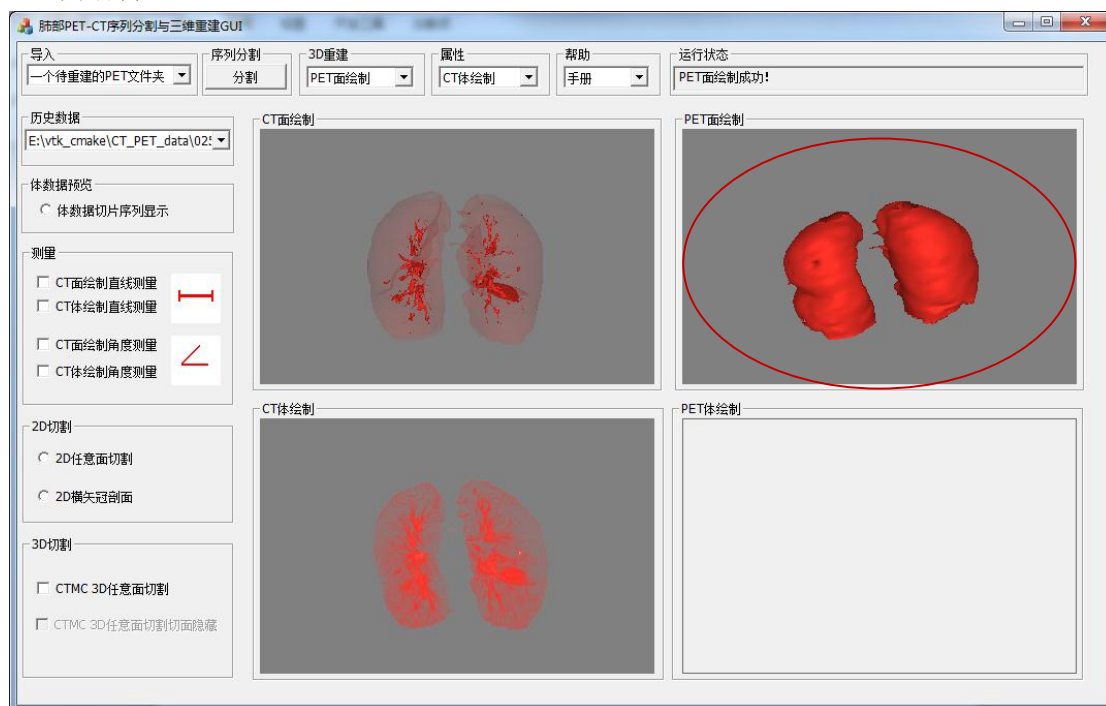 肺部PET-CT序列分割与三维重建GUI
导入
序列分割
3D重建
属性
帮助
运行状态
一个待重建的PET文件夹
分割
PET面绘制
CT体绘制
手册
PET面绘制成功!
历史数据
E:\vtk_cmake\CT_PET_data\02
体数据预览
体数据切片序列显示
测量
CT面绘制直线测量
CT体绘制直线测量
CT面绘制角度测量
CT体绘制角度测量
2D切割
2D任意面切割
2D横矢冠剖面
3D切割
CTMC 3D任意面切割
CTMC 3D任意面切割切面隐藏
CT面绘制
PET面绘制
CT体绘制
PET体绘制